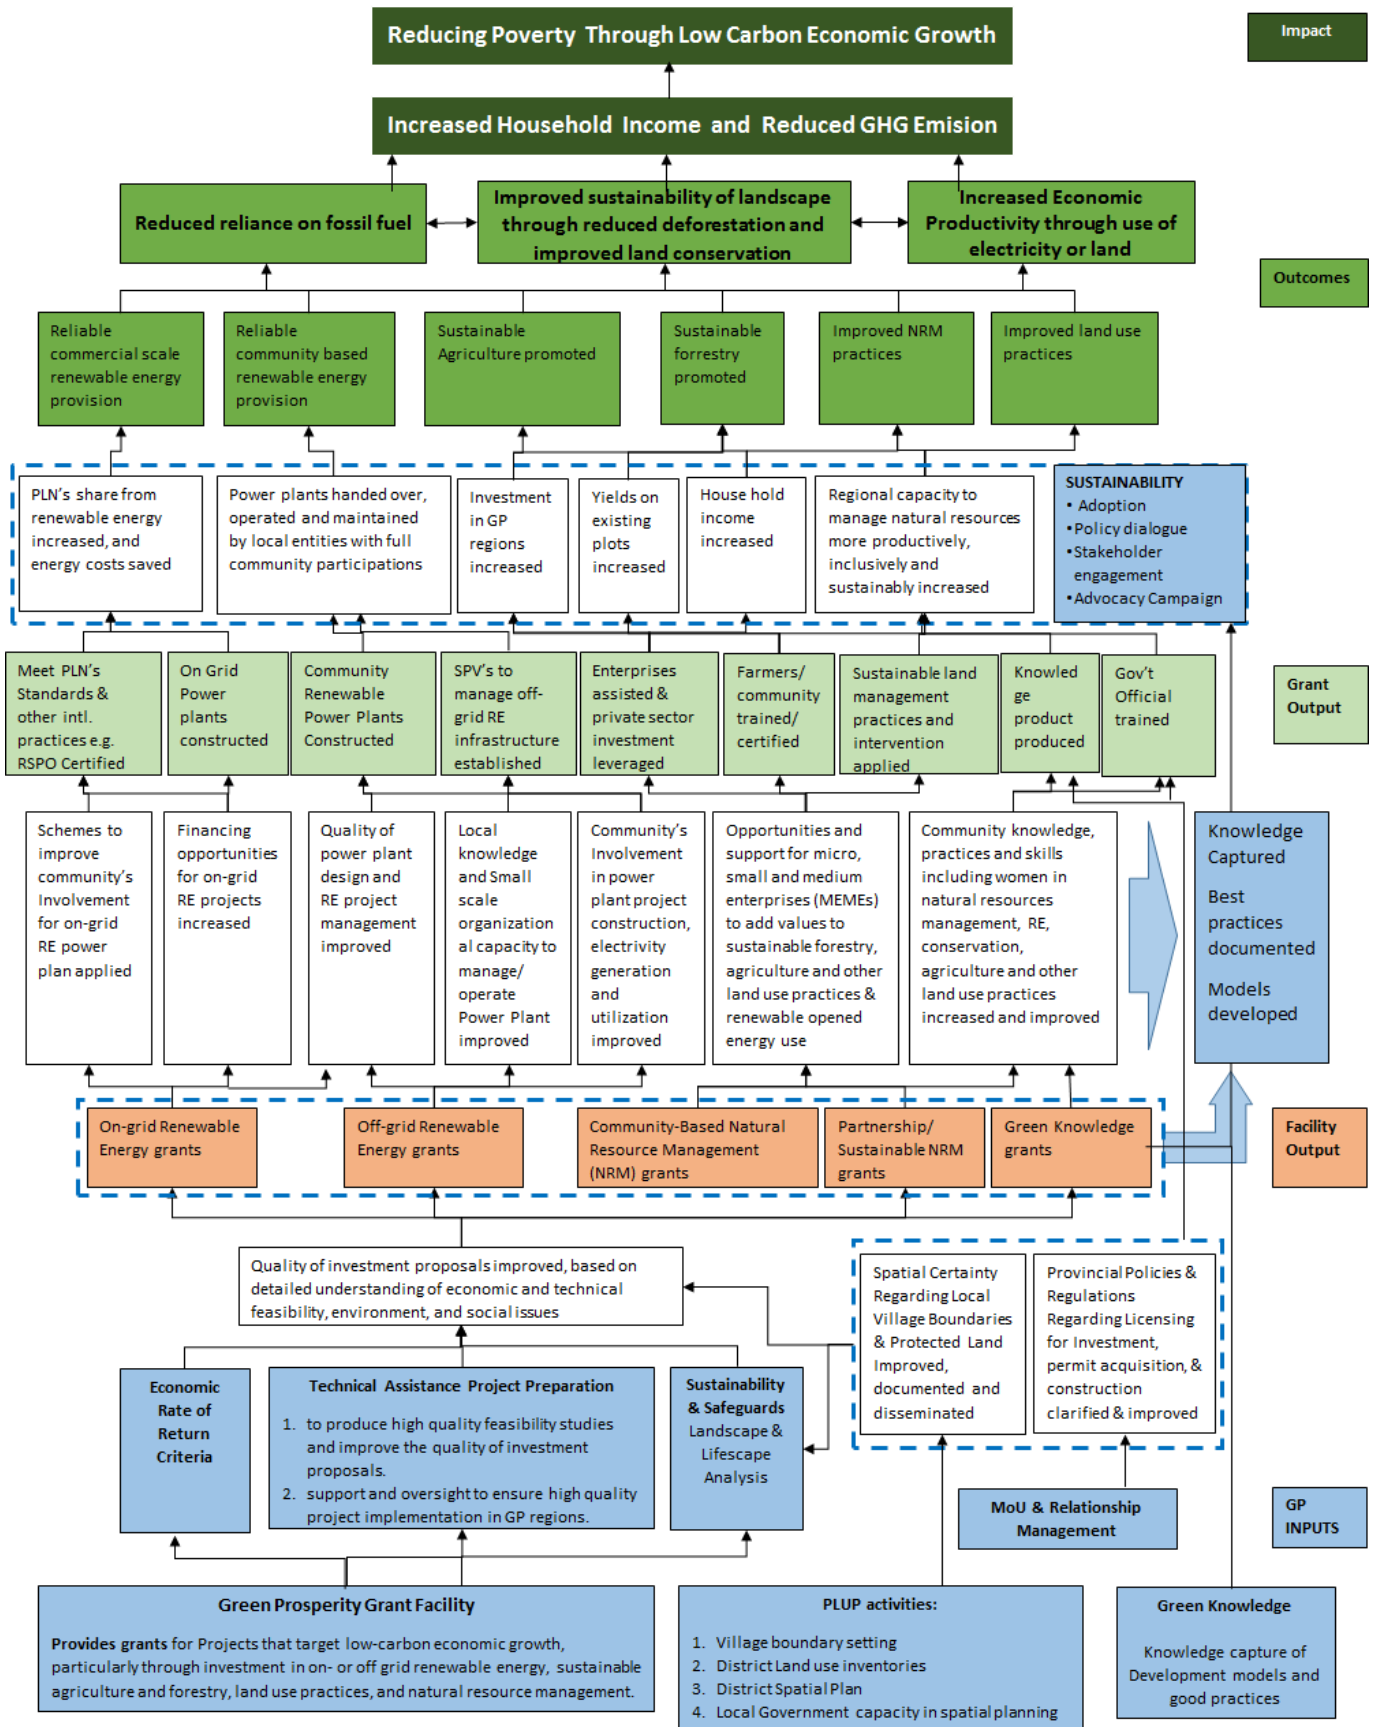 Reducing Poverty Through Low Carbon Economic Growth
Impact
Increased Household Income and Reduced GHG Emision
Reduced reliance on fossil fuel
Improved sustainability of landscape
through reduced deforestation and
improved land conservation
Increased Economic
Productivity through use of
electricity or land
Outcomes
Reliable
commercial scale
renewable energy
provision
Reliable
community based
renewable energy
provision
Sustainable
Agriculture promoted
Sustainable
forrestry
promoted
Improved NRM
practices
Improved land use
practices
PLN's share from
renewable energy
increased, and
energy costs saved
Power plants handed over,
operated and maintained
by local entities with full
community participations
Investment
in GP
regions
increased
Yields on
existing
plots
increased
House hold
income
increased
Regional capacity to
manage natural resources
more productively,
inclusively and
sustainably increased
SUSTAINABILITY
• Adoption
• Policy dialogue
• Stakeholder
engagement
• Advocacy Campaign
Meet PLN's
Standards &
other intl.
practices e.g.
RSPO Certified
On Grid
Power
plants
constructed
Community
Renewable
Power Plants
Constructed
SPV's to
manage off-
grid RE
infrastructure
established
Enterprises
assisted &
private sector
investment
leveraged
Farmers/
community
trained/
certified
Sustainable land
management
practices and
intervention
applied
Knowled
ge
product
produced
Gov't
Official
trained
Grant
Output
Schemes to
improve
community's
Involvement
for on-grid
RE power
plan applied
Financing
opportunities
for on-grid
RE projects
increased
Quality of
power plant
design and
RE project
management
improved
Local
knowledge
and Small
scale
organization
al capacity to
manage/
operate
Power Plant
improved
Community's
Involvement
in power
plant project
construction,
electrivity
generation
and
utilization
improved
Opportunities and
support for micro,
small and medium
enterprises (MEMEs)
to add values to
sustainable forestry,
agriculture and other
land use practices &
renewable opened
energy use
Community knowledge,
practices and skills
including women in
natural resources
management, RE,
conservation,
agriculture and other
land use practices
increased and improved
Knowledge
Captured
Best
practices
documented
Models
developed
On-grid Renewable
Energy grants
Off-grid Renewable
Energy grants
Community-Based Natural
Resource Management
(NRM) grants
Partnership/
Sustainable NRM
grants
Green Knowledge
grants
Facility
Output
Quality of investment proposals improved, based on
detailed understanding of economic and technical
feasibility, environment, and social issues
Spatial Certainty
Regarding Local
Village Boundaries
& Protected Land
Improved,
documented and
disseminated
Provincial Policies &
Regulations
Regarding Licensing
for Investment,
permit acquisition, &
construction
clarified & improved
Economic
Rate of
Return
Criteria
Technical Assistance Project Preparation
1. to produce high quality feasibility studies
and improve the quality of investment
proposals.
2. support and oversight to ensure high quality
project implementation in GP regions.
Sustainability
& Safeguards
Landscape &
Lifescape
Analysis
MoU & Relationship
Management
GP
INPUTS
Green Prosperity Grant Facility
Provides grants for Projects that target low-carbon economic growth,
particularly through investment in on- or off grid renewable energy, sustainable
agriculture and forestry, land use practices, and natural resource management.
PLUP activities:
1. Village boundary setting
2. District Land use inventories
3. District Spatial Plan
4. Local Government capacity in spatial planning
Green Knowledge
Knowledge capture of
Development models and
good practices